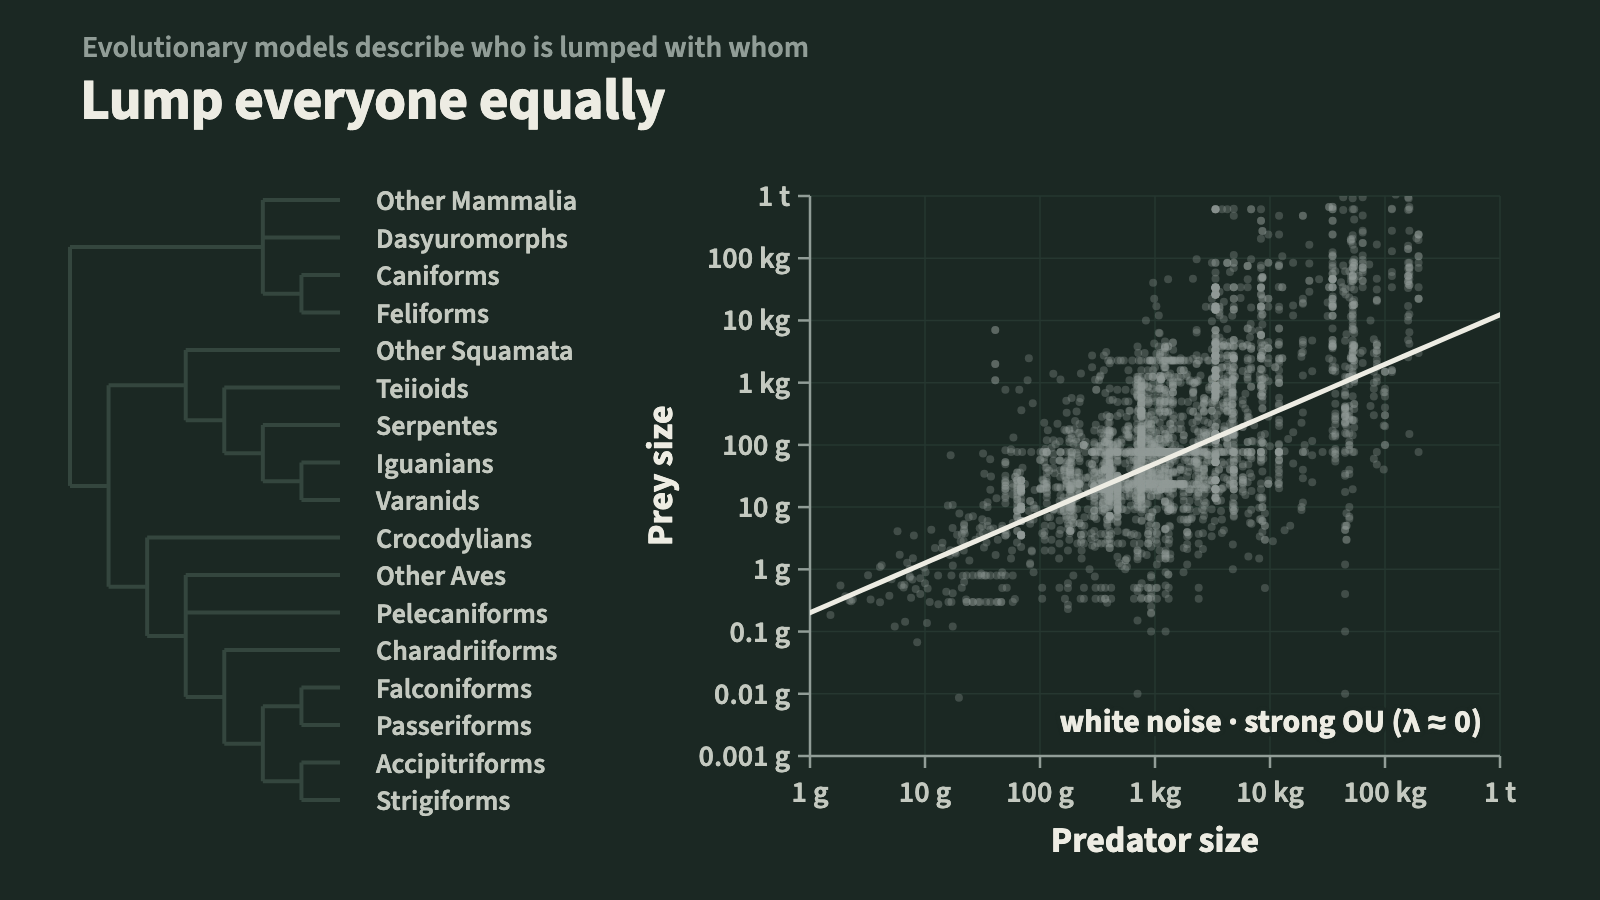 Evolutionary models describe who is lumped with whom
Lump everyone equally
Other Mammalia
Dasyuromorphs
Caniforms
Feliforms
Other Squamata
Teiioids
Serpentes
Iguanians
Varanids
Crocodylians
Other Aves
Pelecaniforms
Charadriiforms
Falconiforms
Passeriforms
Accipitriforms
Strigiforms
Prey size
1 t
100 kg
10 kg
1 kg
100 g
10 g
1 g
0.1 g
0.01 g
0.001 g
white noise · strong OU (λ ≈ 0)
1 g
10 g
100 g
1 kg
10 kg
100 kg
1 t
Predator size